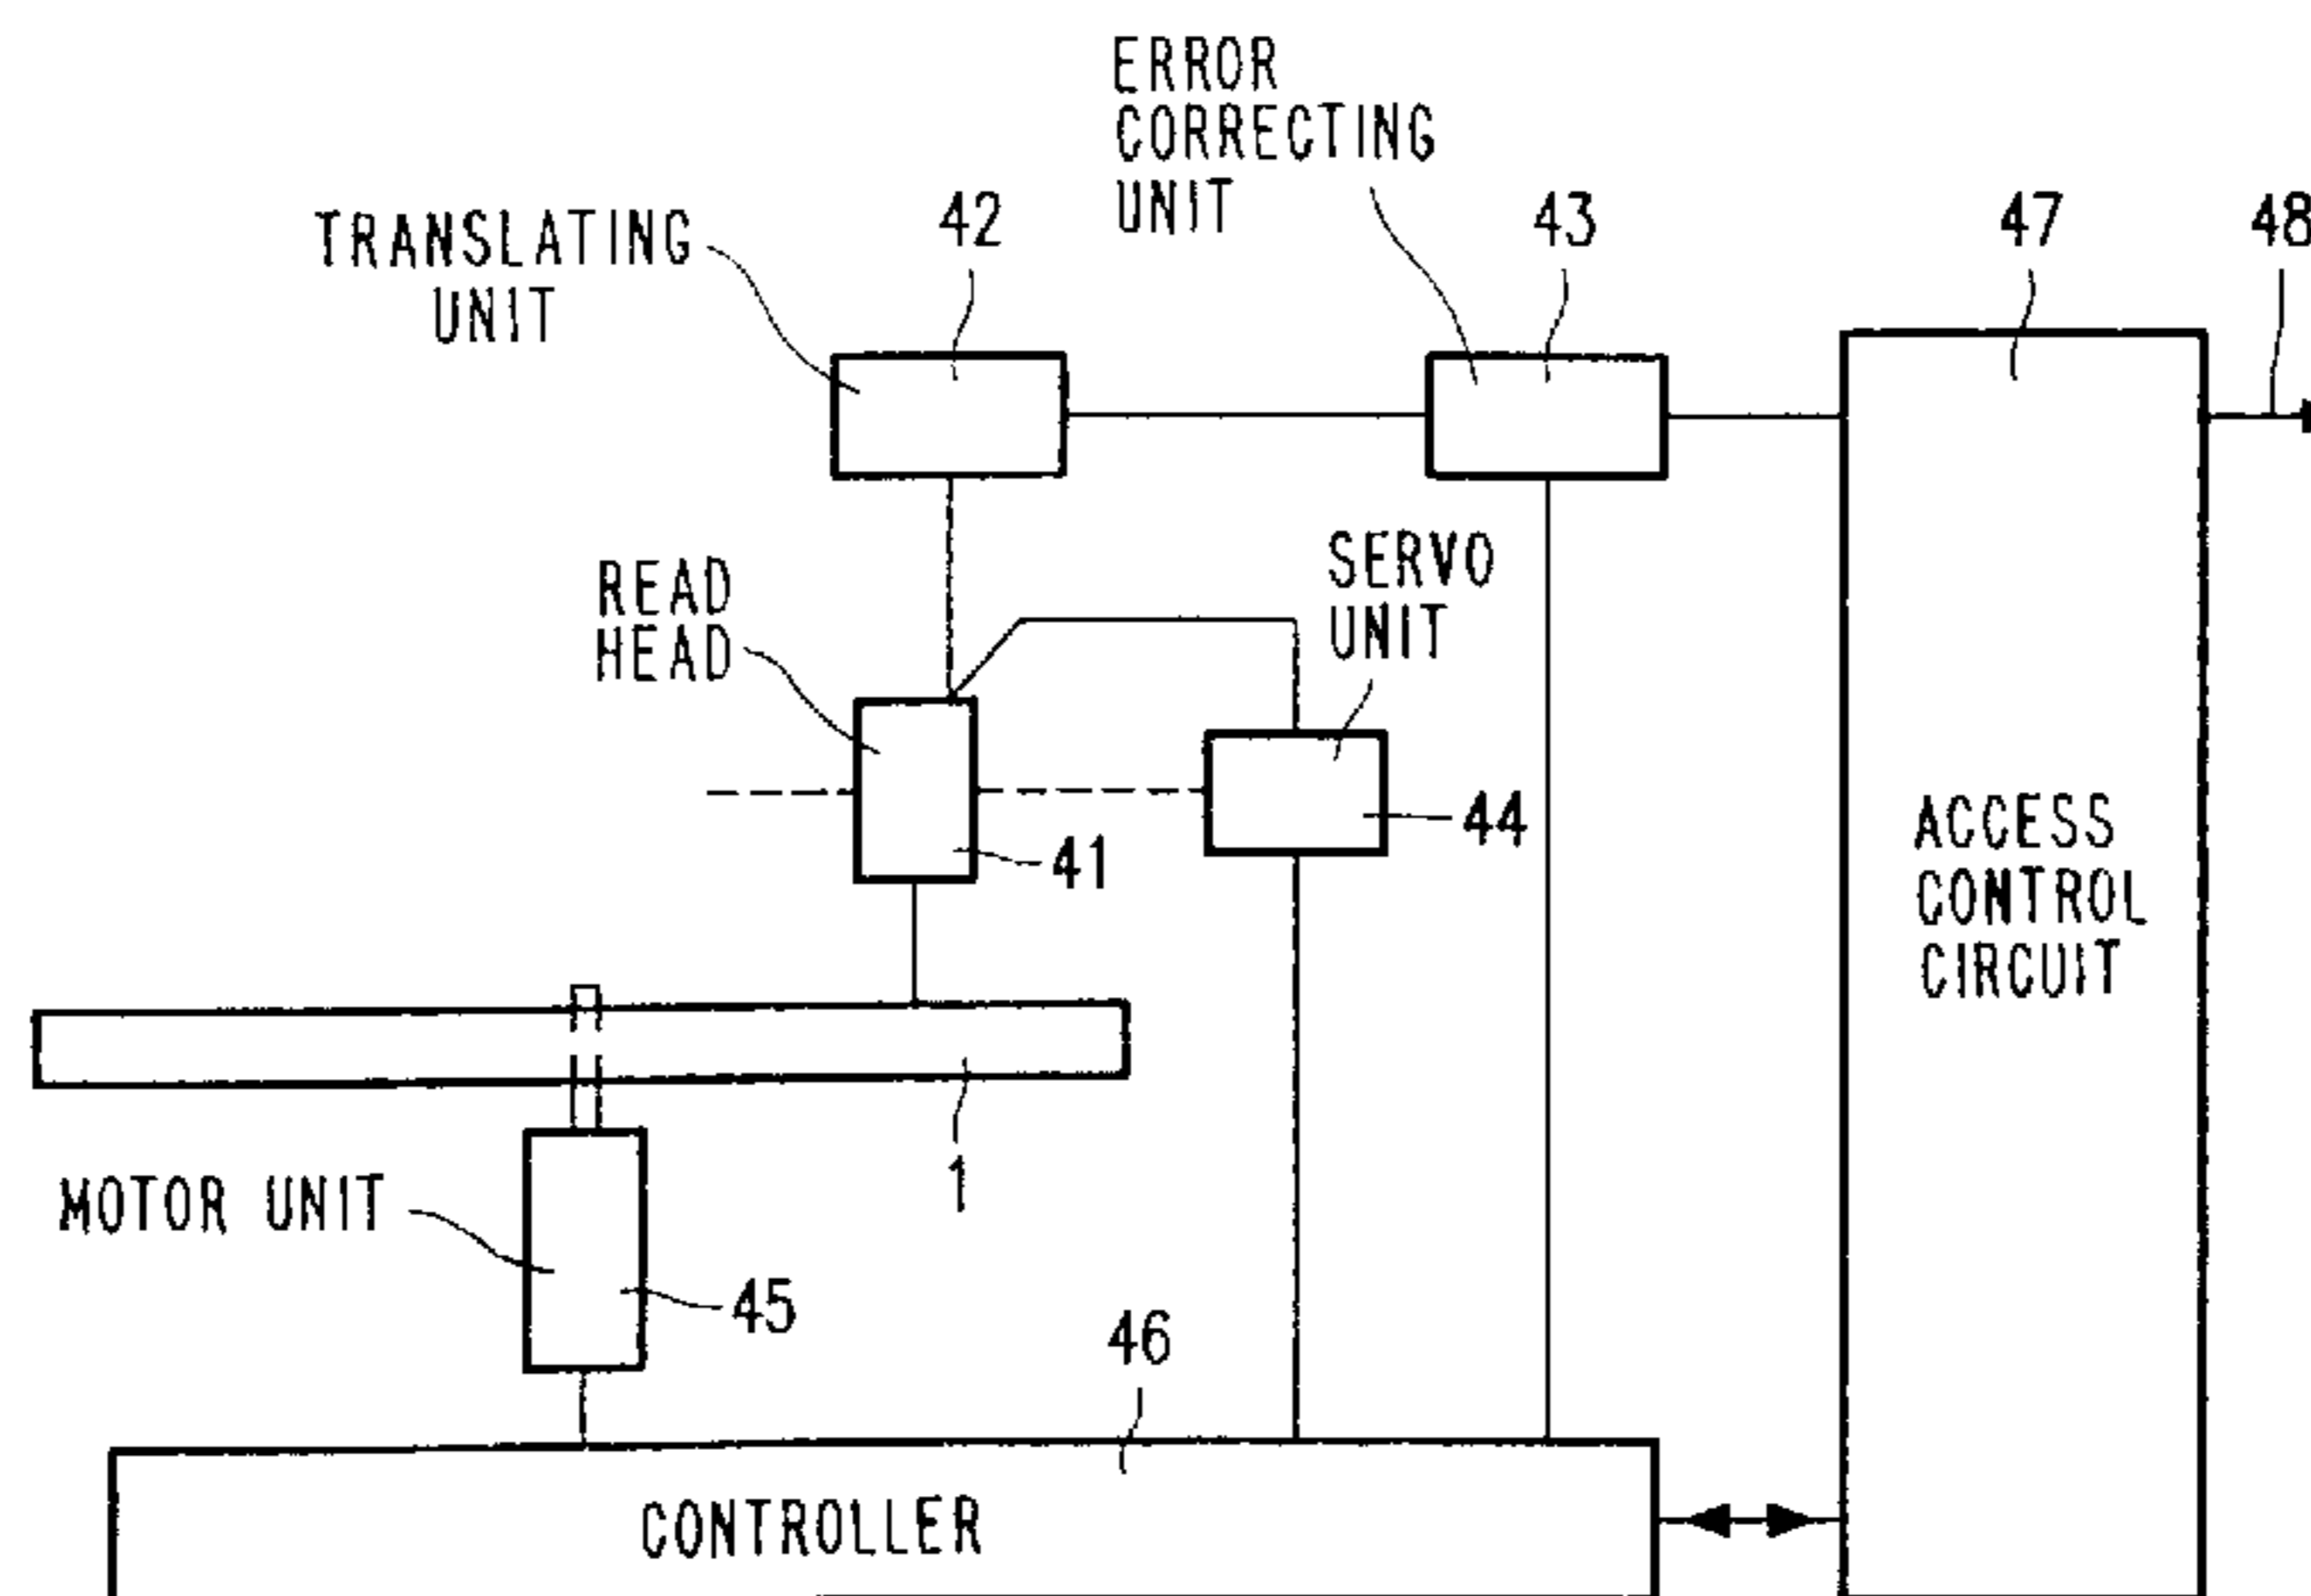 ERROR
CORRECTING
UNIT
TRANSLATING
UNIT
42
43
47
48
READ
HEAD
SERVO
UNIT
44
41
ACCESS
CONTROL
CIRCUIT
1
MOTOR UNIT
45
46
CONTROLLER